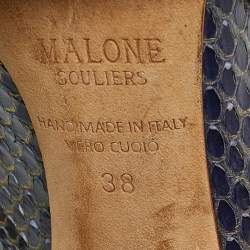 MALONE
SOULIERS
HAND MADE IN ITALY
VERO CUOIO
38